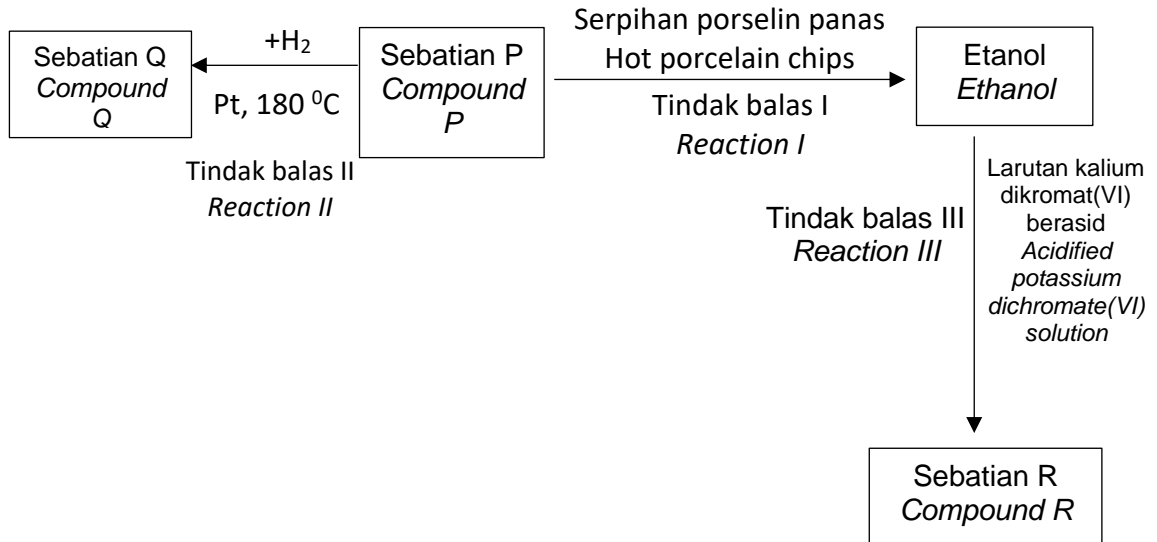 Sebatian Q
Compound
Q
+H₂
Pt, 180 ⁰C
Tindak balas II
Reaction II
Sebatian P
Compound
P
Serpihan porselin panas
Hot porcelain chips
Tindak balas I
Reaction I
Etanol
Ethanol
Tindak balas III
Reaction III
Larutan kalium
dikromat(VI)
berasid
Acidified
potassium
dichromate(VI)
solution
Sebatian R
Compound R